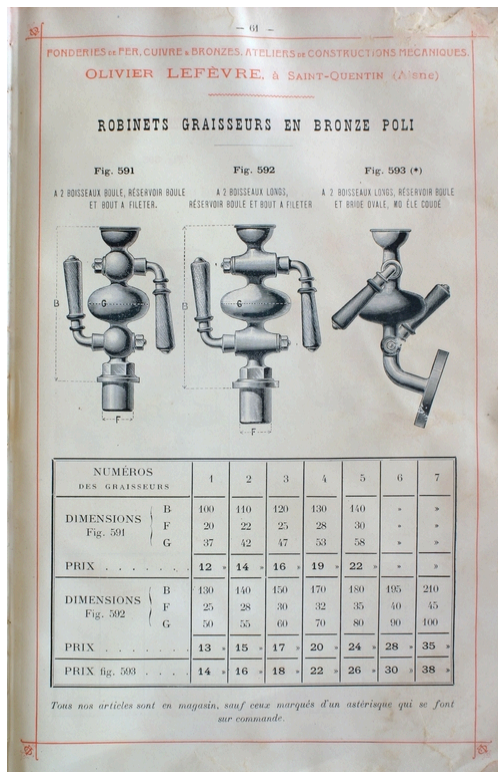 — 61 —
FONDERIES DE FER, CUIVRE & BRONZES, ATELIERS DE CONSTRUCTIONS MÉCANIQUES.
OLIVIER LEFÈVRE, à SAINT-QUENTIN (Aisne)
ROBINETS GRAISSEURS EN BRONZE POLI
Fig. 591 Fig. 592 Fig. 593 (*)
A 2 BOISSEAUX BOULE, RÉSERVOIR BOULE A 2 BOISSEAUX LONGS, A 2 BOISSEAUX LONGS, RÉSERVOIR BOULE
ET BOUT A FILETER. RÉSERVOIR BOULE ET BOUT A FILETER ET BRIDE OVALE, MO ÈLE COUDÉ
B G B G
F F
NUMÉROS
DES GRAISSEURS 1 2 3 4 5 6 7
DIMENSIONS
Fig. 591
B 100 110 120 130 140 » »
F 20 22 25 28 30 » »
G 37 42 47 53 58 » »
PRIX . . . . . . 12 » 14 » 16 » 19 » 22 » » »
DIMENSIONS
Fig. 592
B 130 140 150 170 180 195 210
F 25 28 30 32 35 40 45
G 50 55 60 70 80 90 100
PRIX . . . . . . 13 » 15 » 17 » 20 » 24 » 28 » 35 »
PRIX fig. 593 . . . . 14 » 16 » 18 » 22 » 26 » 30 » 38 »
Tous nos articles sont en magasin, sauf ceux marqués d'un astérisque qui se font
sur commande.